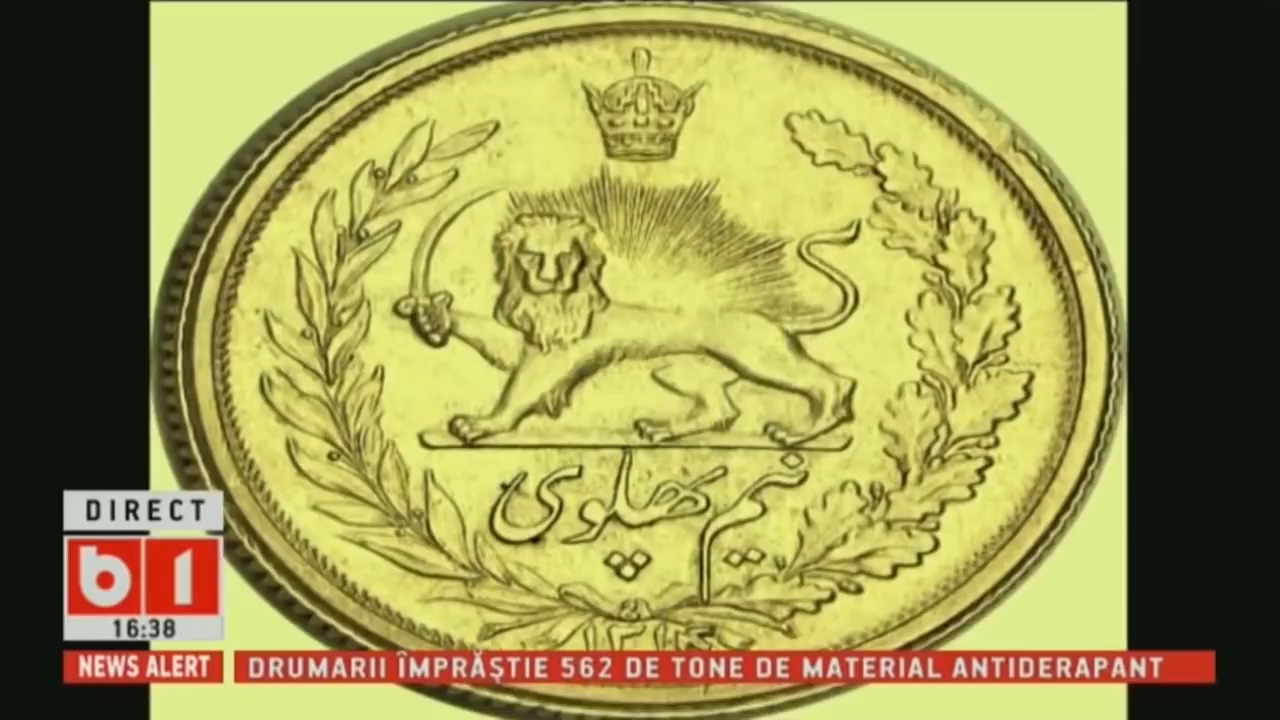 نیم پهلوی
DIRECT
b1
16:38
NEWS ALERT DRUMARII ÎMPRĂȘTIE 562 DE TONE DE MATERIAL ANTIDERAPANT